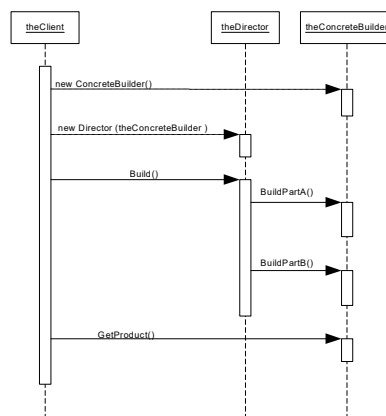 theClient
theDirector
theConcreteBuilder
new ConcreteBuilder()
new Director (theConcreteBuilder )
Build()
BuildPartA()
BuildPartB()
GetProduct()